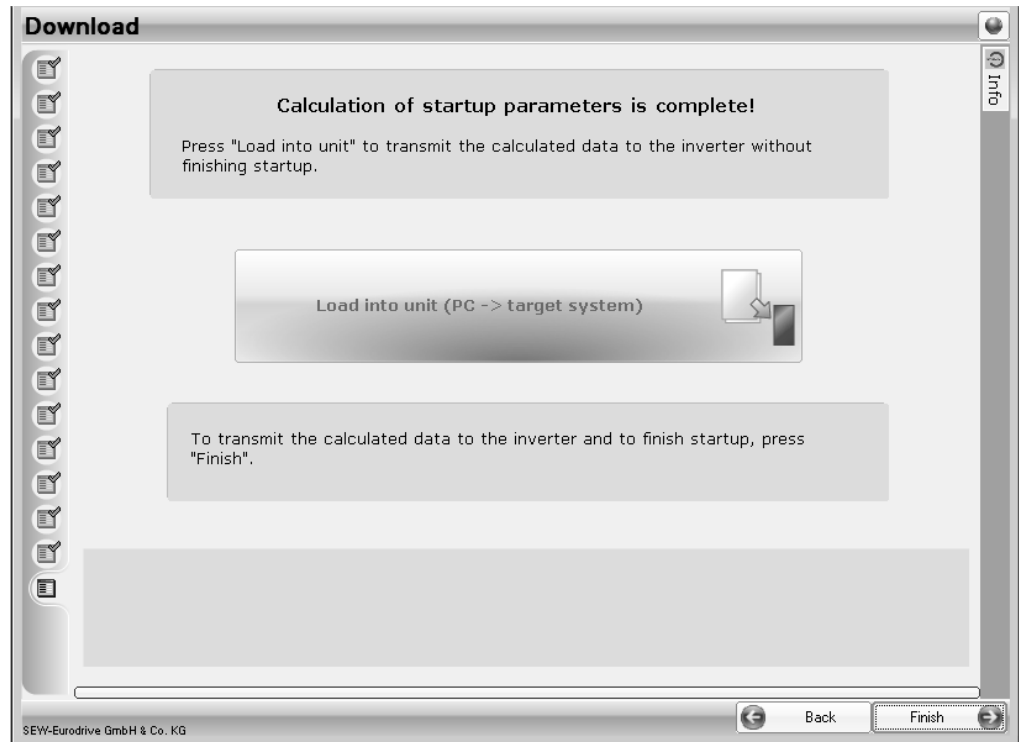 Download
Info
Calculation of startup parameters is complete!
Press "Load into unit" to transmit the calculated data to the inverter without
finishing startup.
Load into unit (PC -> target system)
To transmit the calculated data to the inverter and to finish startup, press
"Finish".
Back
Finish
SEW-Eurodrive GmbH & Co. KG